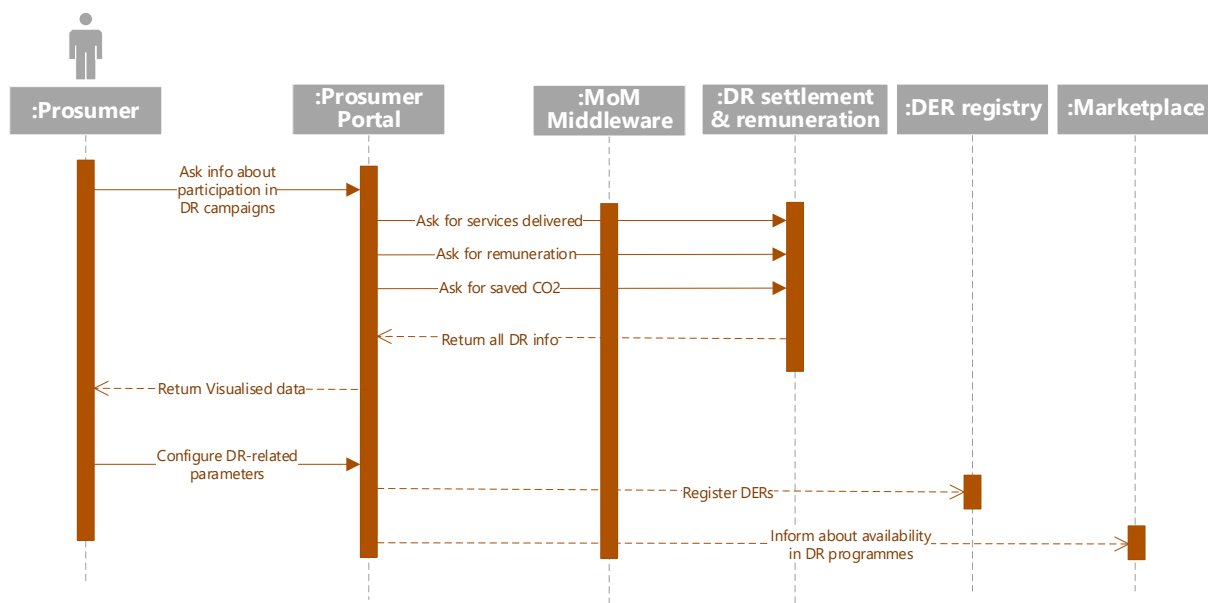 :Prosumer
:Prosumer
Portal
:MoM
Middleware
:DR settlement
& remuneration
:DER registry
:Marketplace
Ask info about
participation in
DR campaigns
Ask for services delivered
Ask for remuneration
Ask for saved CO2
Return all DR info
Return Visualised data
Configure DR-related
parameters
Register DERs
Inform about availability
in DR programmes